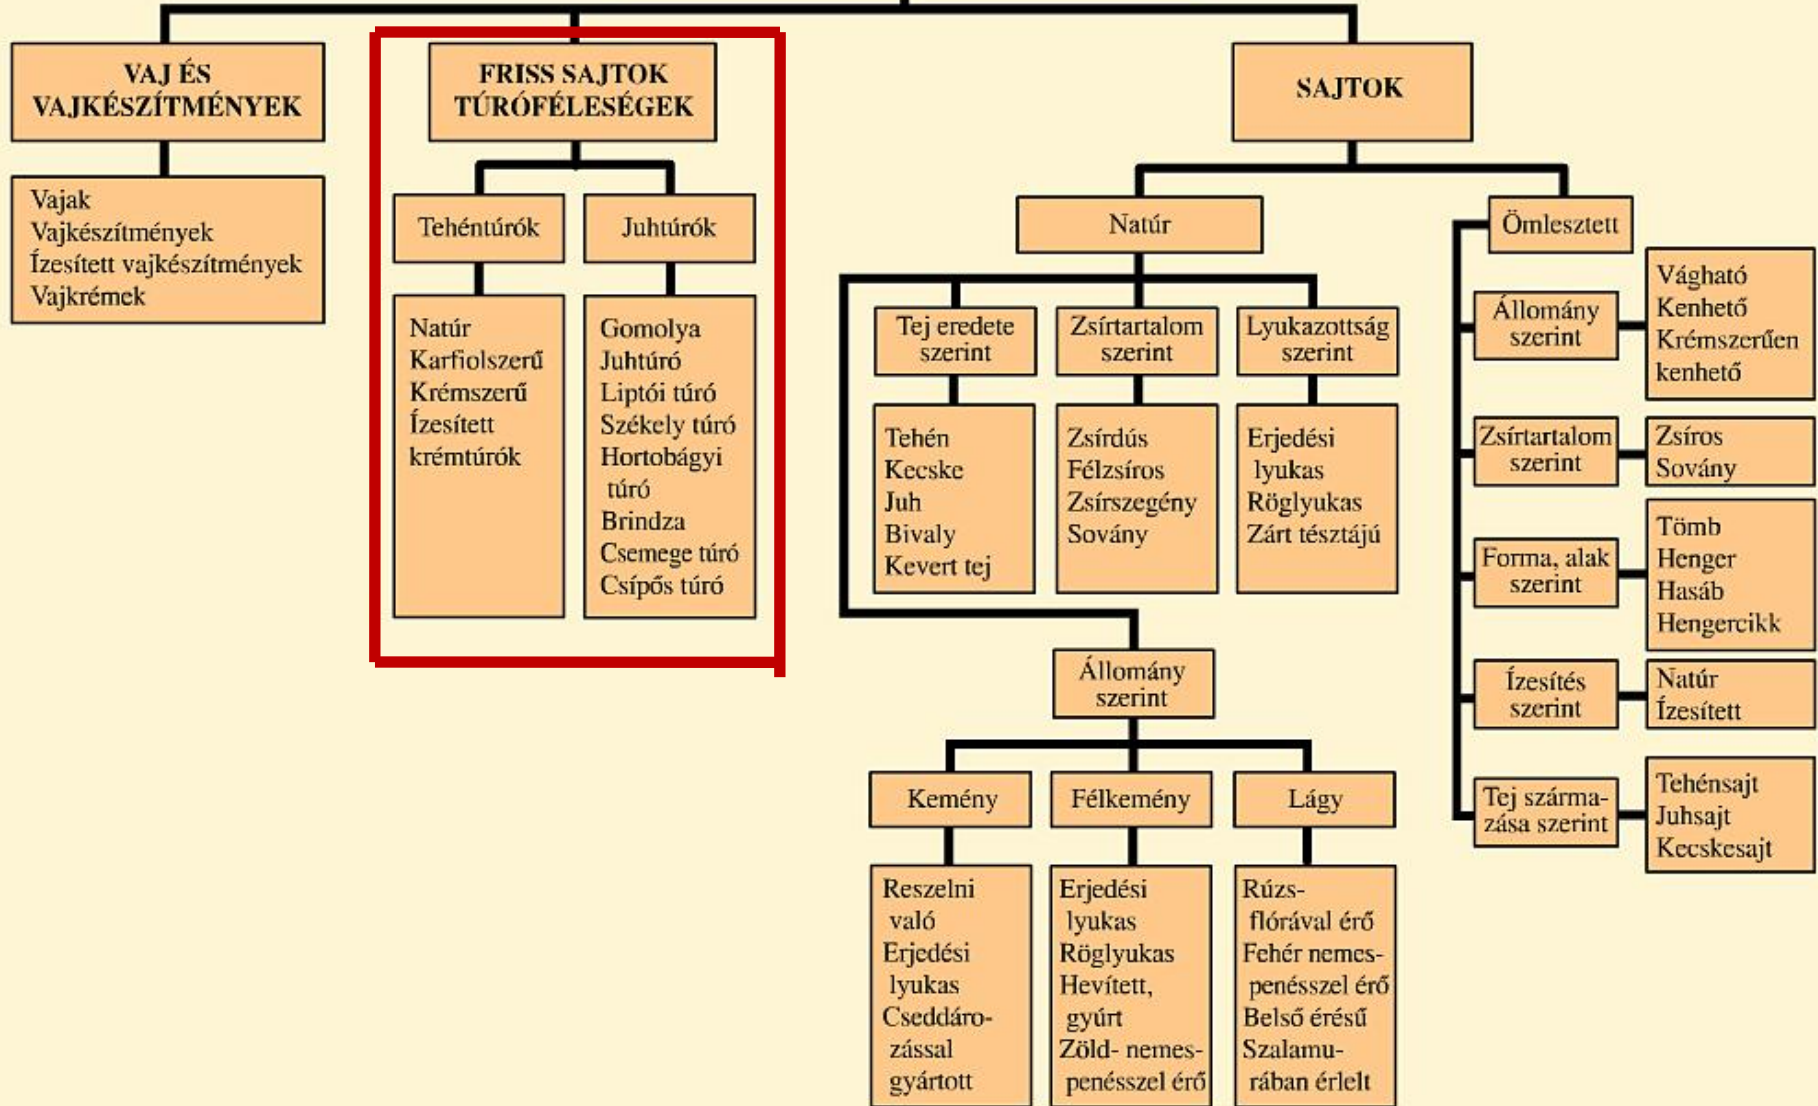 VAJ ÉS
VAJKÉSZÍTMÉNYEK
Vajak
Vajkészítmények
Ízesített vajkészítmények
Vajkrémek
FRISS SAJTOK
TÚRÓFÉLESÉGEK
Tehéntúrók
Natúr
Karfiolszerű
Krémszerű
Ízesített
krémtúrók
Juhtúrók
Gomolya
Juhtúró
Liptói túró
Székely túró
Hortobágyi
túró
Brindza
Csemege túró
Csípős túró
SAJTOK
Natúr
Tej eredete
szerint
Tehén
Kecske
Juh
Bivaly
Kevert tej
Zsírtartalom
szerint
Zsírdús
Félzsíros
Zsírszegény
Sovány
Lyukazottság
szerint
Erjedési
lyukas
Röglyukas
Zárt tésztájú
Állomány
szerint
Kemény
Reszelni
való
Erjedési
lyukas
Cseddáro-
zással
gyártott
Félkemény
Erjedési
lyukas
Röglyukas
Hevített,
gyúrt
Zöld- nemes-
penésszel érő
Lágy
Rúzs-
flórával érő
Fehér nemes-
penésszel érő
Belső érésű
Szalamu-
rában érlelt
Ömlesztett
Állomány
szerint
Vágható
Kenhető
Krémszerűen
kenhető
Zsírtartalom
szerint
Zsíros
Sovány
Forma, alak
szerint
Tömb
Henger
Hasáb
Hengercikk
Ízesítés
szerint
Natúr
Ízesített
Tej szárma-
zása szerint
Tehénsajt
Juhsajt
Kecskesajt